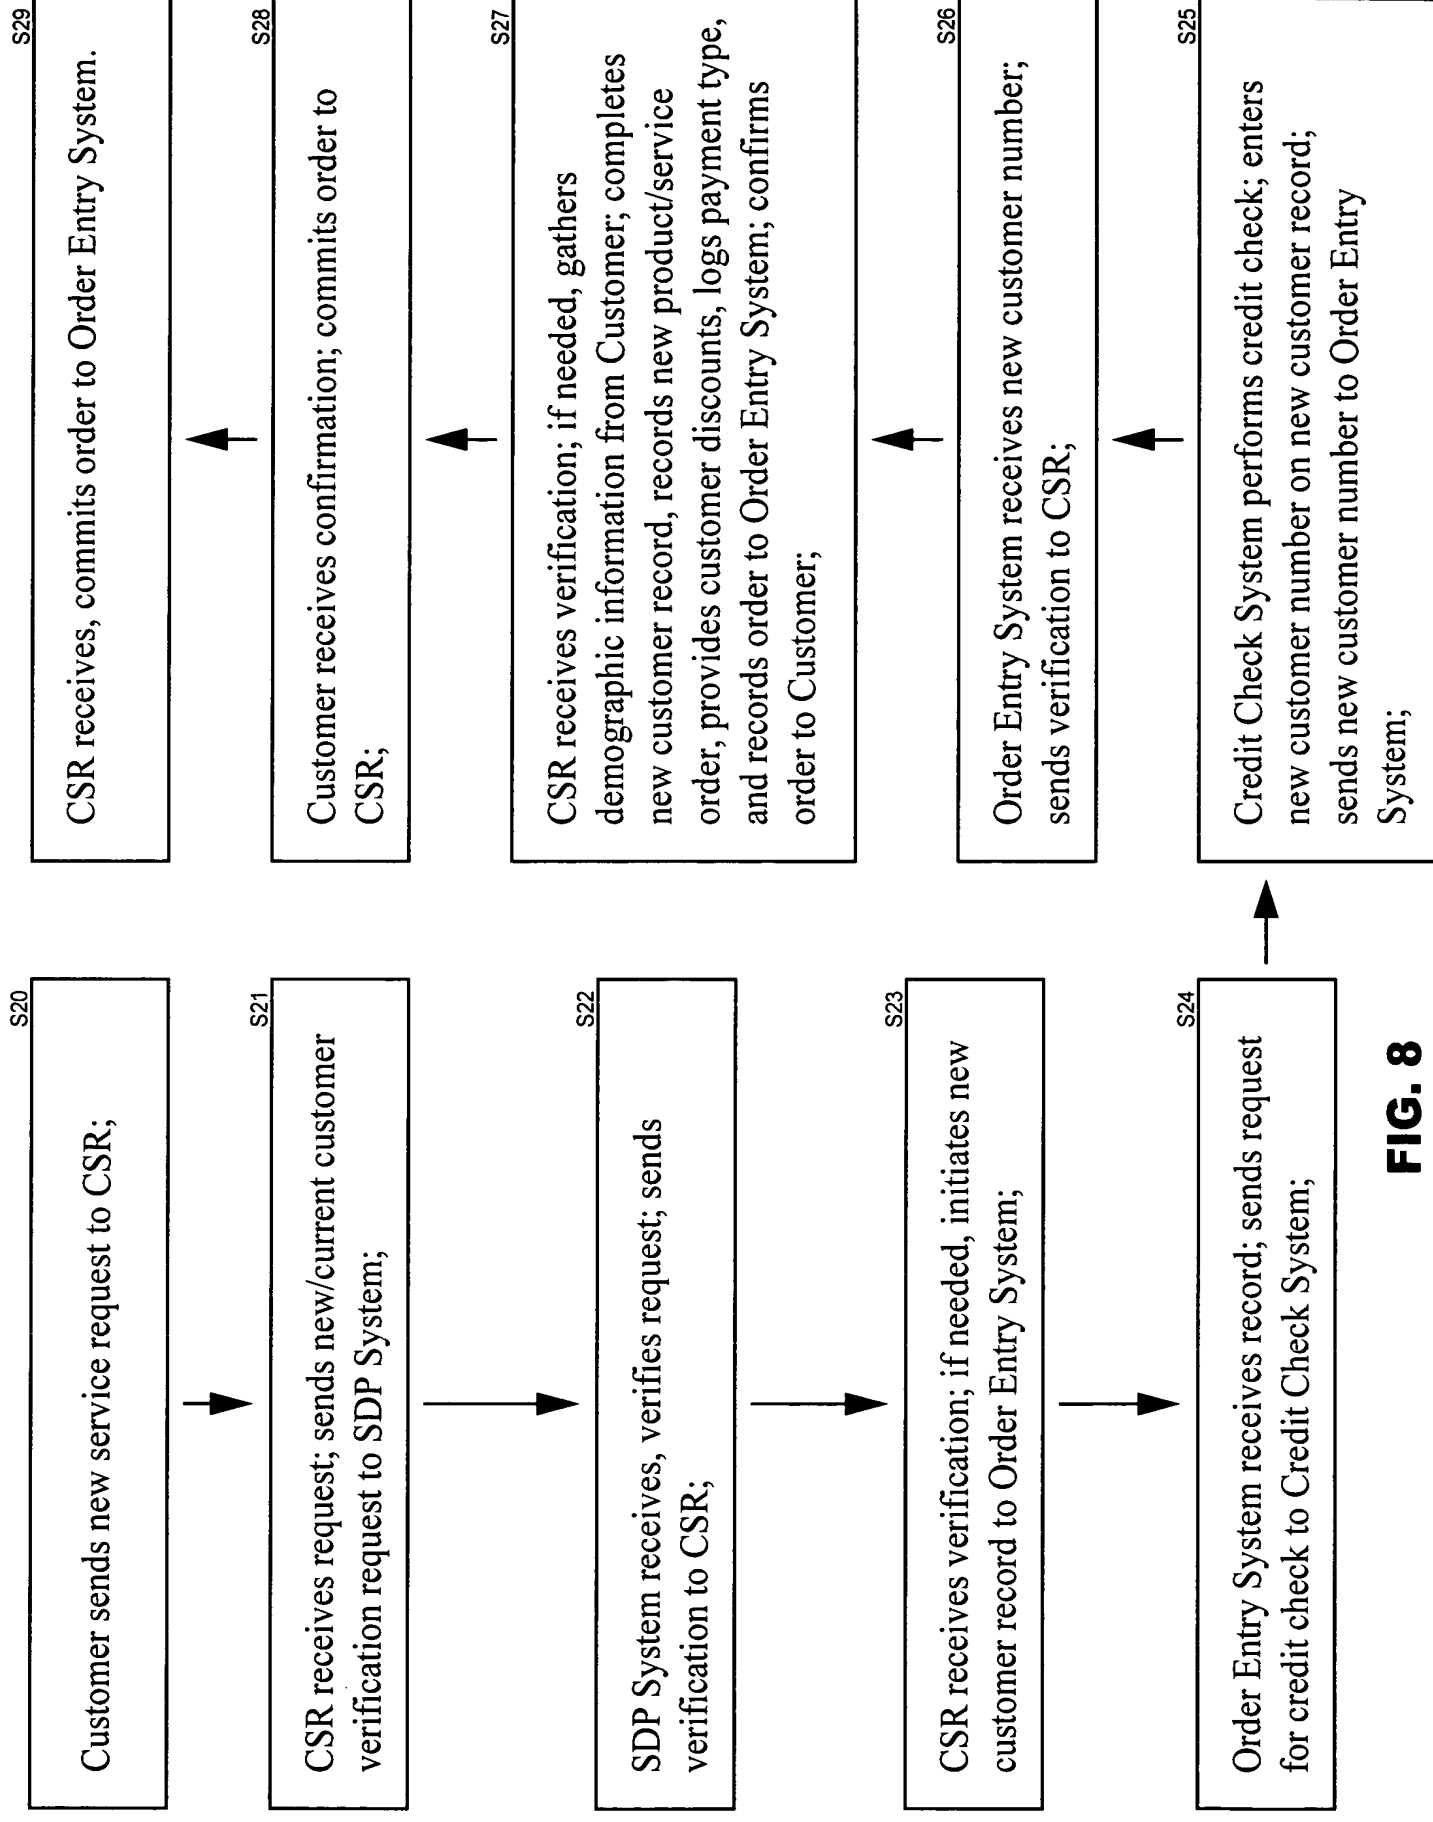 S20
Customer sends new service request to CSR;
S21
CSR receives request; sends new/current customer
verification request to SDP System;
S22
SDP System receives, verifies request; sends
verification to CSR;
S23
CSR receives verification; if needed, initiates new
customer record to Order Entry System;
S24
Order Entry System receives record; sends request
for credit check to Credit Check System;
S25
Credit Check System performs credit check; enters
new customer number on new customer record;
sends new customer number to Order Entry
System;
S26
Order Entry System receives new customer number;
sends verification to CSR;
S27
CSR receives verification; if needed, gathers
demographic information from Customer; completes
new customer record, records new product/service
order, provides customer discounts, logs payment type,
and records order to Order Entry System; confirms
order to Customer;
S28
Customer receives confirmation; commits order to
CSR;
S29
CSR receives, commits order to Order Entry System.
FIG. 8